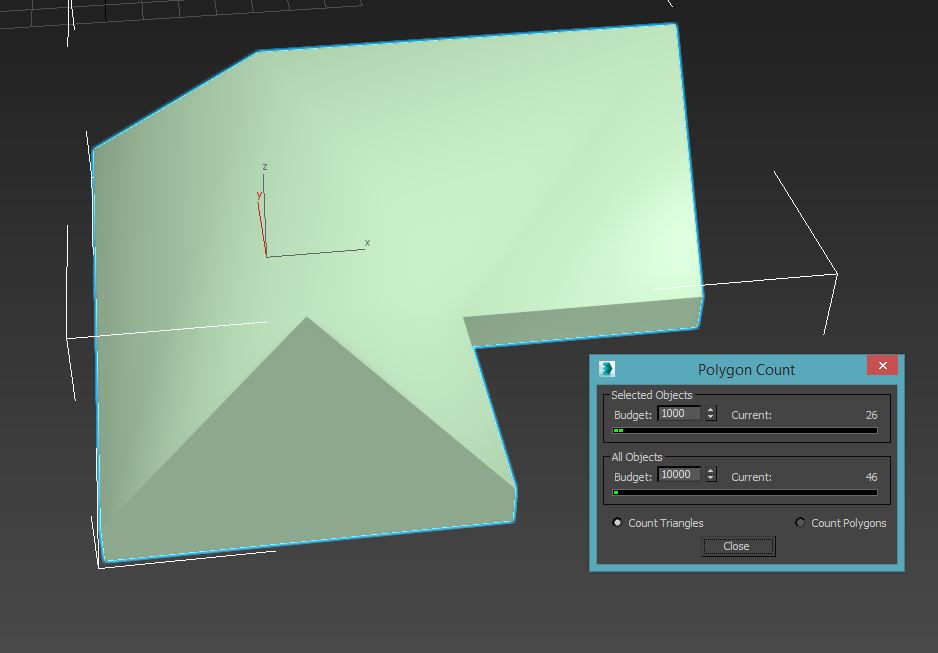 z
y
x
Polygon Count
Selected Objects
Budget: 1000 Current: 26
All Objects
Budget: 10000 Current: 46
Count Triangles Count Polygons
Close